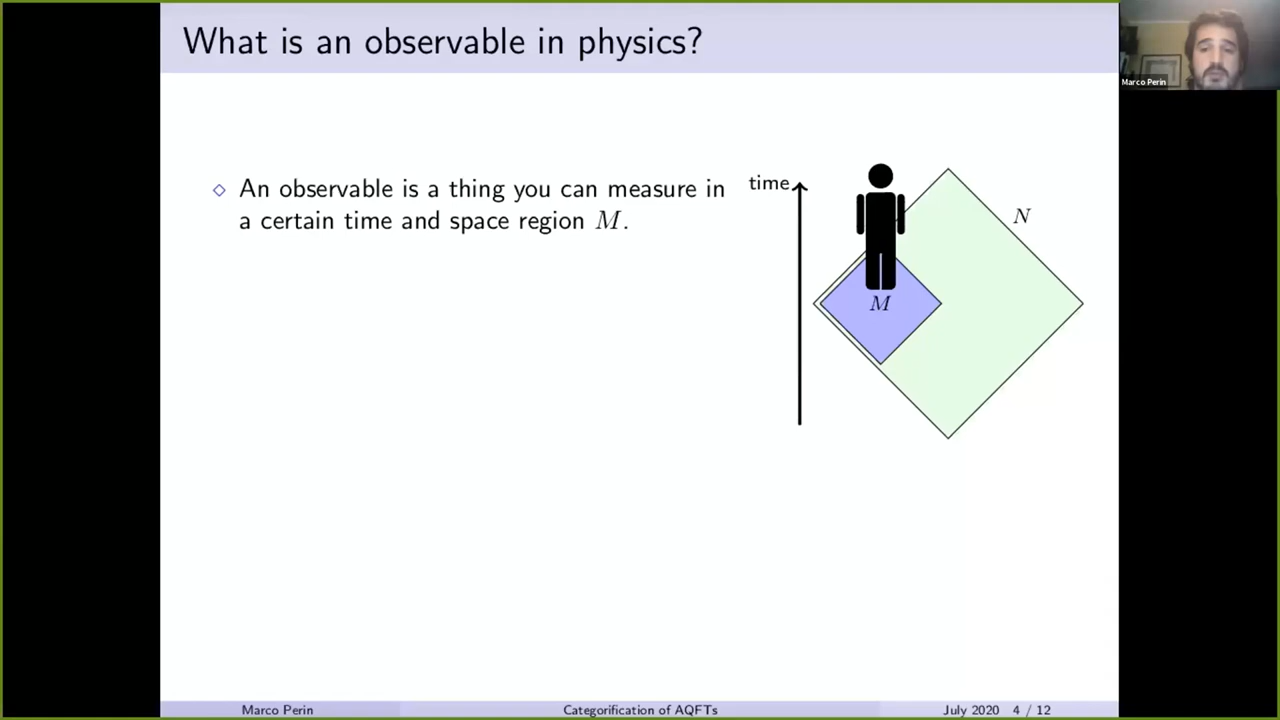 What is an observable in physics?
Marco Perin
◇ An observable is a thing you can measure in
a certain time and space region M.
time
N
M
Marco Perin
Categorification of AQFTs
July 2020 4 / 12